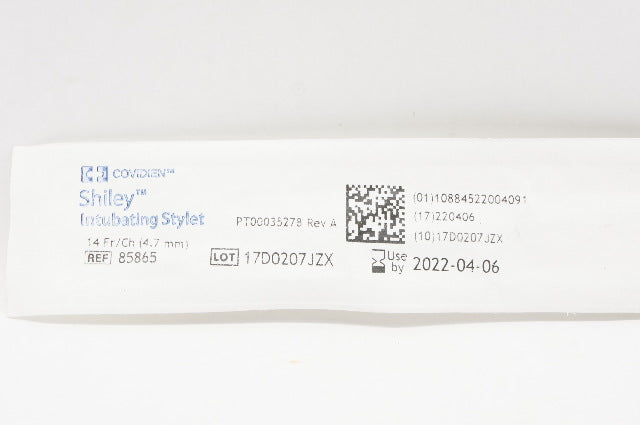 COVIDIEN™
Shiley™
Intubating Stylet
14 Fr/Ch (4.7 mm)
REF 85865
PT00035278 Rev A
LOT 17D0207JZX
(01)10884522004091
(17)220406
(10)17D0207JZX
Use by 2022-04-06